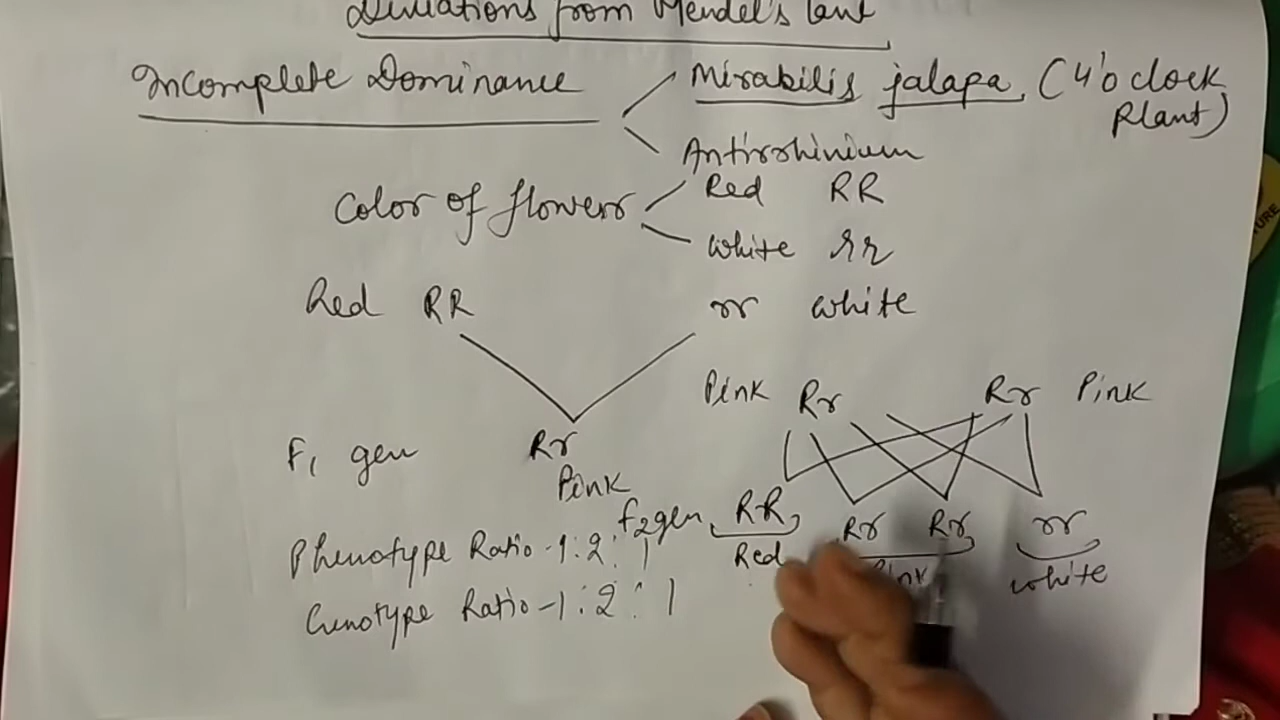 Deviations from Mendel's law
Incomplete Dominance
Mirabilis jalapa, (4'o clock
Plant)
Antirrhinium
Color of flowers
Red RR
White rr
Red RR rr white
Pink Rr Rr Pink
F1 gen Rr
Pink
F2 gen, RR, Rr Rr, rr
Red Pink white
Phenotype Ratio - 1:2:1
Genotype Ratio - 1:2:1